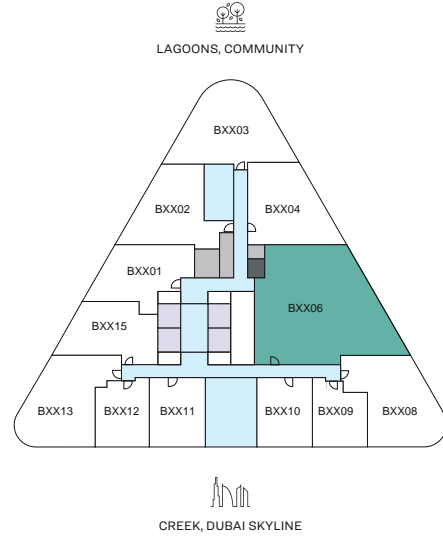 LAGOONS, COMMUNITY
BXX03
BXX02
BXX04
BXX01
BXX06
BXX15
BXX13
BXX12
BXX11
BXX10
BXX09
BXX08
CREEK, DUBAI SKYLINE